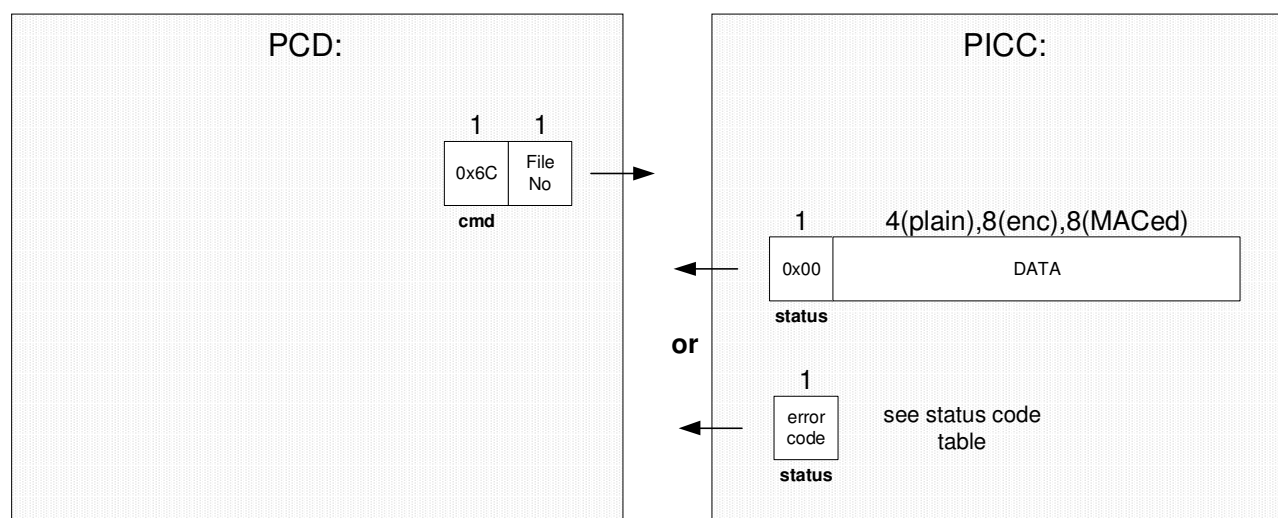 PCD:
PICC:
1 1
0x6C
File
No
cmd
1 4(plain),8(enc),8(MACed)
0x00 DATA
status
or
1
error
code
see status code
table
status